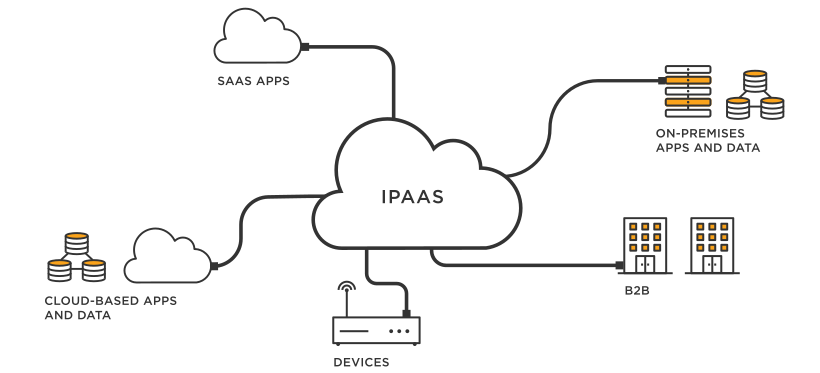 SAAS APPS
ON-PREMISES
APPS AND DATA
IPAAS
CLOUD-BASED APPS
AND DATA
B2B
DEVICES